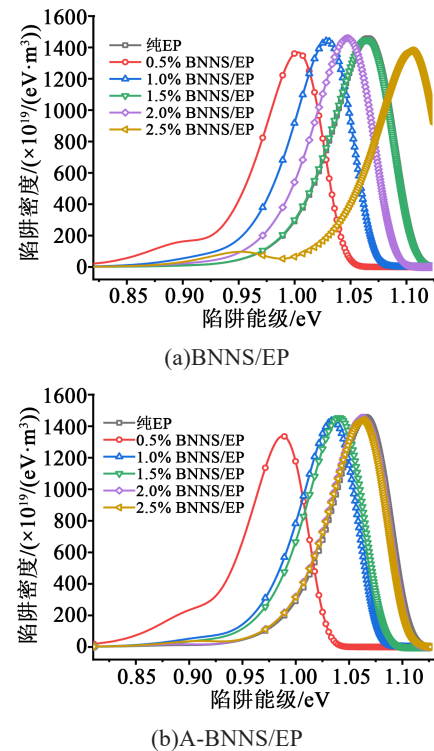 1600
1400
1200
1000
800
600
400
200
0
陷阱密度/(×10¹⁹/(eV·m³))
纯EP
0.5% BNNS/EP
1.0% BNNS/EP
1.5% BNNS/EP
2.0% BNNS/EP
2.5% BNNS/EP
0.85 0.90 0.95 1.00 1.05 1.10
陷阱能级/eV
(a)BNNS/EP
1600
1400
1200
1000
800
600
400
200
0
陷阱密度/(×10¹⁹/(eV·m³))
纯EP
0.5% BNNS/EP
1.0% BNNS/EP
1.5% BNNS/EP
2.0% BNNS/EP
2.5% BNNS/EP
0.85 0.90 0.95 1.00 1.05 1.10
陷阱能级/eV
(b)A-BNNS/EP